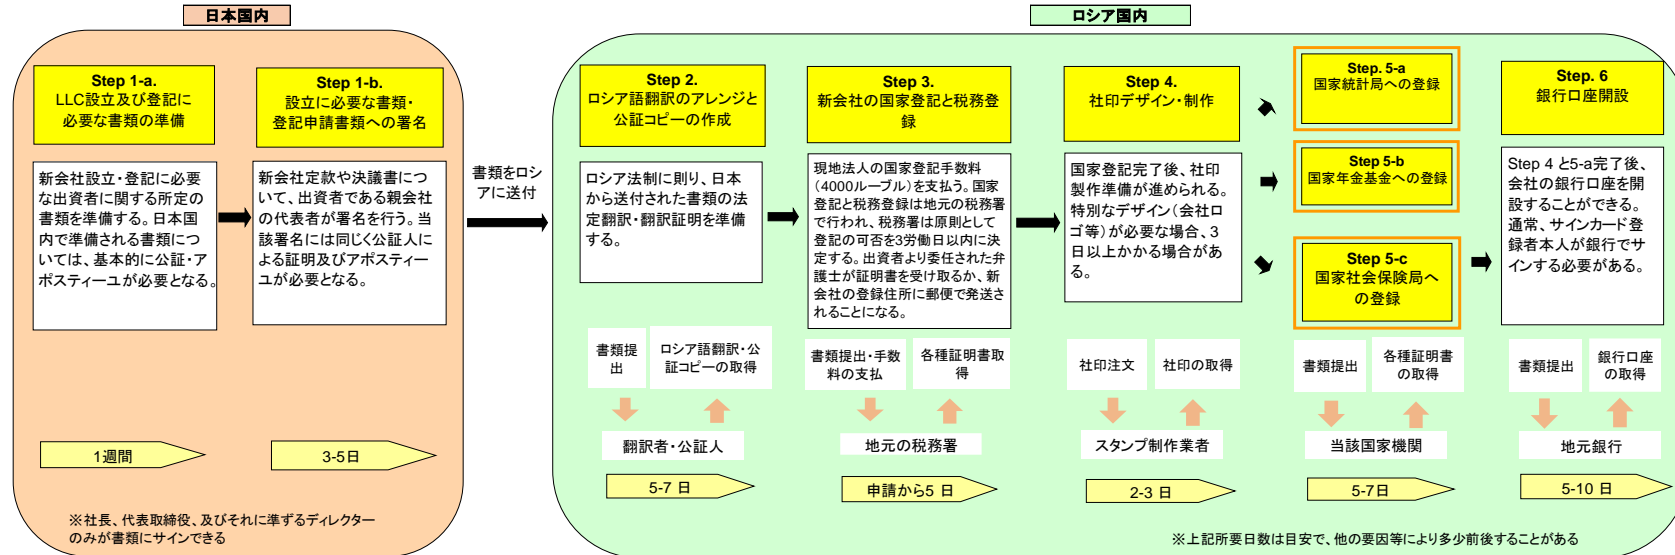 日本国内
ロシア国内
Step 1-a.
LLC設立及び登記に
必要な書類の準備
新会社設立・登記に必要
な出資者に関する所定の
書類を準備する。日本国
内で準備される書類につ
いては、基本的に公証・ア
ポスティーユが必要となる。
1週間
Step 1-b.
設立に必要な書類・
登記申請書類への署名
新会社定款や決議書につ
いて、出資者である親会社
の代表者が署名を行う。当
該署名には同じく公証人に
よる証明及びアポスティー
ユが必要となる。
3-5日
※社長、代表取締役、及びそれに準ずるディレクター
のみが書類にサインできる
書類をロシ
アに送付
Step 2.
ロシア語翻訳のアレンジと
公証コピーの作成
ロシア法制に則り、日本
から送付された書類の法
定翻訳・翻訳証明を準備
する。
書類提
出
ロシア語翻訳・公
証コピーの取得
翻訳者・公証人
5-7 日
Step 3.
新会社の国家登記と税務登
録
現地法人の国家登記手数料
（4000ルーブル）を支払う。国家
登記と税務登録は地元の税務署
で行われ、税務署は原則として
登記の可否を3労働日以内に決
定する。出資者より委任された弁
護士が証明書を受け取るか、新
会社の登録住所に郵便で発送さ
れることになる。
書類提出・手数
料の支払
各種証明書取
得
地元の税務署
申請から5 日
Step 4.
社印デザイン・制作
国家登記完了後、社印
製作準備が進められる。
特別なデザイン（会社ロ
ゴ等）が必要な場合、3
日以上かかる場合があ
る。
社印注文
社印の取得
スタンプ制作業者
2-3 日
Step. 5-a
国家統計局への登録
Step 5-b
国家年金基金への登録
Step 5-c
国家社会保険局へ
の登録
書類提出
各種証明書
の取得
当該国家機関
5-7日
Step. 6
銀行口座開設
Step 4 と5-a完了後、
会社の銀行口座を開
設することができる。
通常、サインカード登
録者本人が銀行でサ
インする必要がある。
書類提出
銀行口座
の取得
地元銀行
5-10 日
※上記所要日数は目安で、他の要因等により多少前後することがある